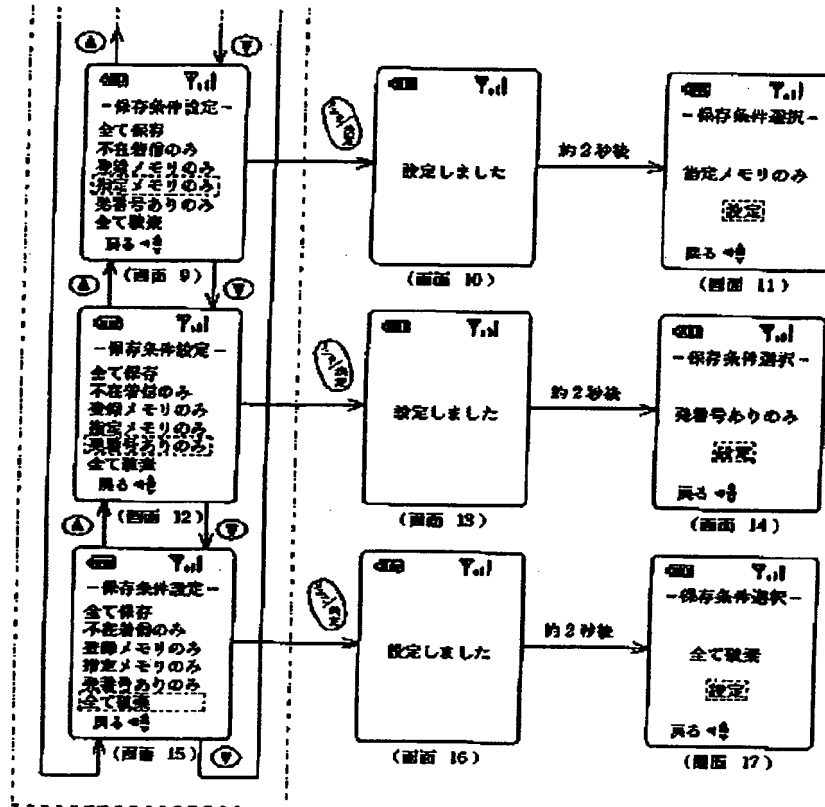 －保存条件設定－
全て保存
不在着信のみ
登録メモリのみ
指定メモリのみ
発番号ありのみ
全て破棄
戻る
(画面 9)
設定しました
(画面 10)
約2秒後
－保存条件選択－
指定メモリのみ
設定
戻る
(画面 11)
－保存条件設定－
全て保存
不在着信のみ
登録メモリのみ
指定メモリのみ
発番号ありのみ
全て破棄
戻る
(画面 12)
設定しました
(画面 13)
約2秒後
－保存条件選択－
発番号ありのみ
設定
戻る
(画面 14)
－保存条件設定－
全て保存
不在着信のみ
登録メモリのみ
指定メモリのみ
発番号ありのみ
全て破棄
戻る
(画面 15)
設定しました
(画面 16)
約2秒後
－保存条件選択－
全て破棄
設定
戻る
(画面 17)